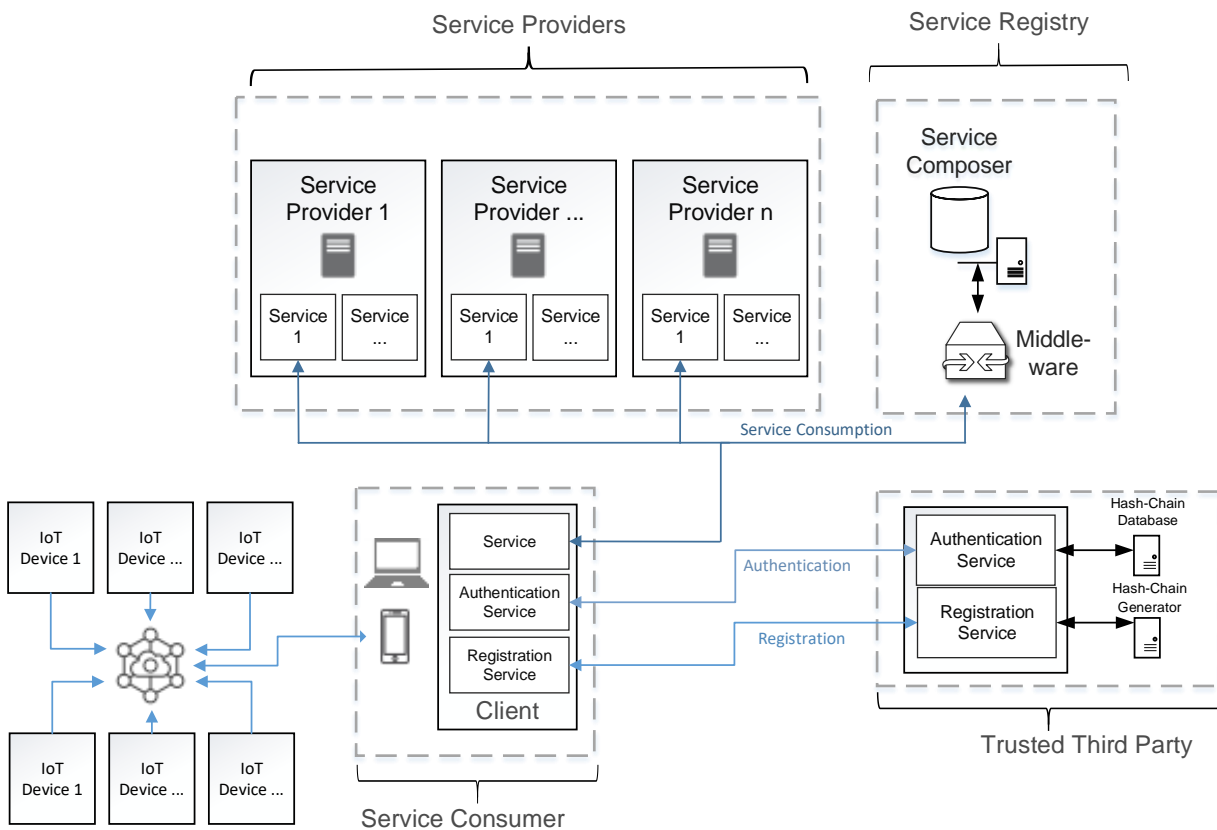 Service Providers
Service Registry
Service
Provider 1
Service
Provider ...
Service
Provider n
Service
1
Service
...
Service
1
Service
...
Service
1
Service
...
Service
Composer
Middle-
ware
Service Consumption
IoT
Device 1
IoT
Device ...
IoT
Device ...
IoT
Device 1
IoT
Device ...
IoT
Device ...
Service
Authentication
Service
Registration
Service
Client
Service Consumer
Authentication
Registration
Authentication
Service
Registration
Service
Hash-Chain
Database
Hash-Chain
Generator
Trusted Third Party